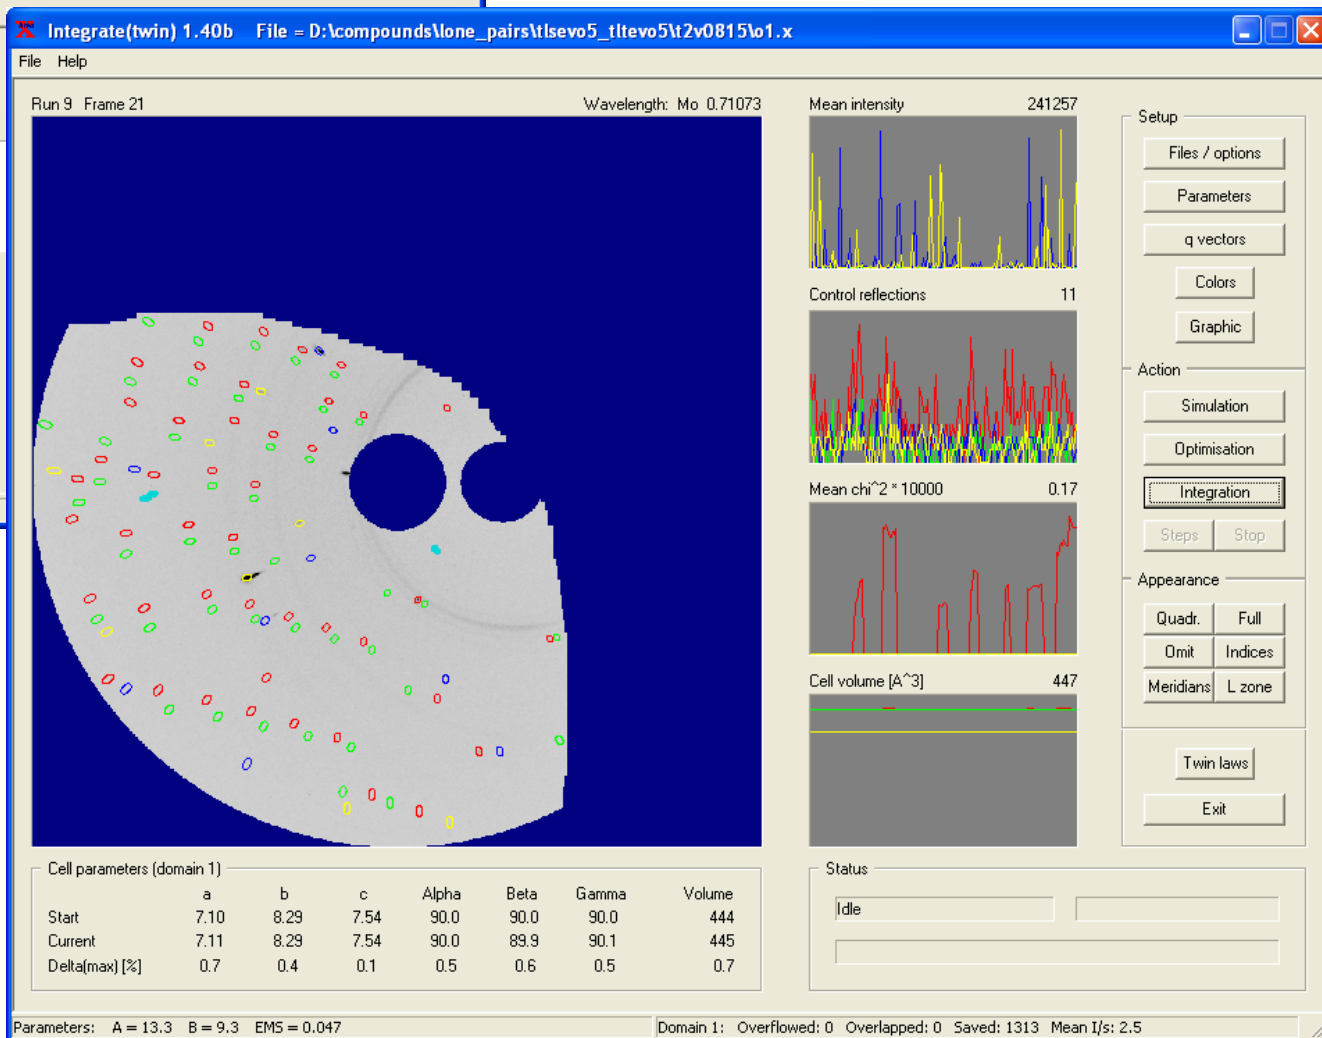 Integrate(twin) 1.40b File = D:\compounds\lone_pairs\tlsevo5_tltevo5\t2v0815\o1.x
File Help
Run 9 Frame 21 Wavelength: Mo 0.71073
Mean intensity 241257
Control reflections 11
Mean chi^2 * 10000 0.17
Cell volume [A^3] 447
Setup
Files / options
Parameters
q vectors
Colors
Graphic
Action
Simulation
Optimisation
Integration
Steps Stop
Appearance
Quadr. Full
Omit Indices
Meridians L zone
Twin laws
Exit
Cell parameters (domain 1)
a b c Alpha Beta Gamma Volume
Start 7.10 8.29 7.54 90.0 90.0 90.0 444
Current 7.11 8.29 7.54 90.0 89.9 90.1 445
Delta(max) [%] 0.7 0.4 0.1 0.5 0.6 0.5 0.7
Status
Idle
Parameters: A = 13.3 B = 9.3 EMS = 0.047
Domain 1: Overflowed: 0 Overlapped: 0 Saved: 1313 Mean I/s: 2.5